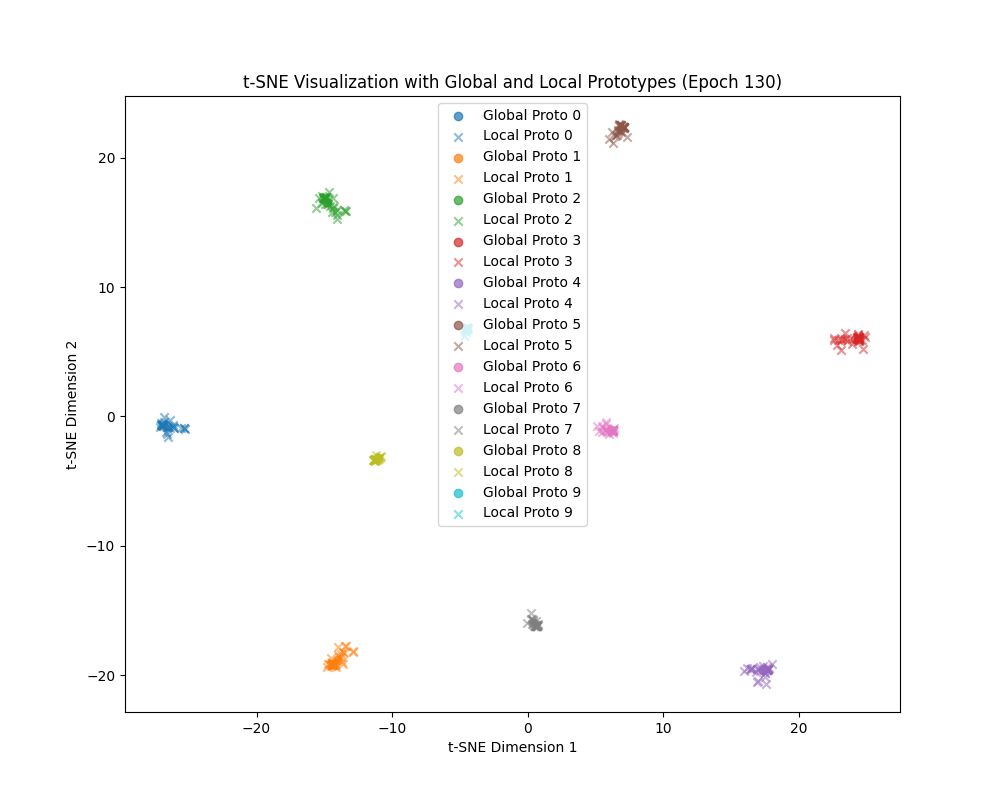 t-SNE Visualization with Global and Local Prototypes (Epoch 130)
Global Proto 0
Local Proto 0
Global Proto 1
Local Proto 1
Global Proto 2
Local Proto 2
Global Proto 3
Local Proto 3
Global Proto 4
Local Proto 4
Global Proto 5
Local Proto 5
Global Proto 6
Local Proto 6
Global Proto 7
Local Proto 7
Global Proto 8
Local Proto 8
Global Proto 9
Local Proto 9
t-SNE Dimension 2
20
10
0
−10
−20
−20
−10
0
10
20
t-SNE Dimension 1